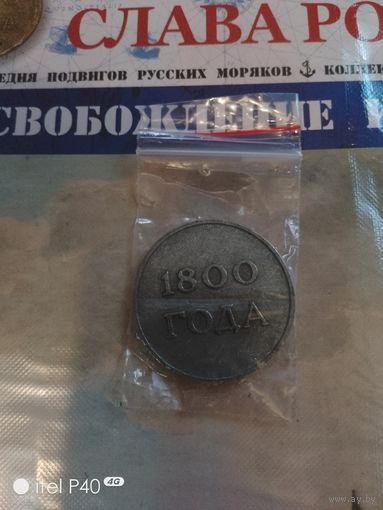 СЛАВА РО
ЕДНЯ ПОДВИГОВ РУССКИХ МОРЯКОВ КОЛЛЕК
СВОБОЖДЕНИЕ
1800
ГОДА
itel P40 4G
www.ay.by